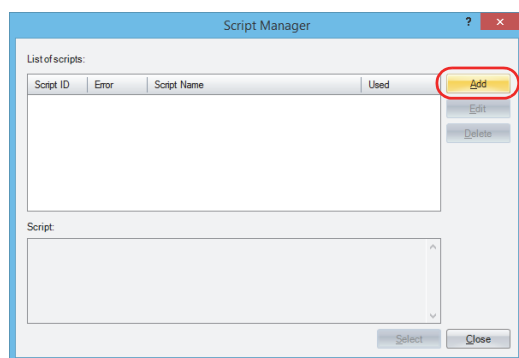 Script Manager
?
List of scripts:
Script ID Error Script Name Used
Add
Edit
Delete
Script:
Select
Close